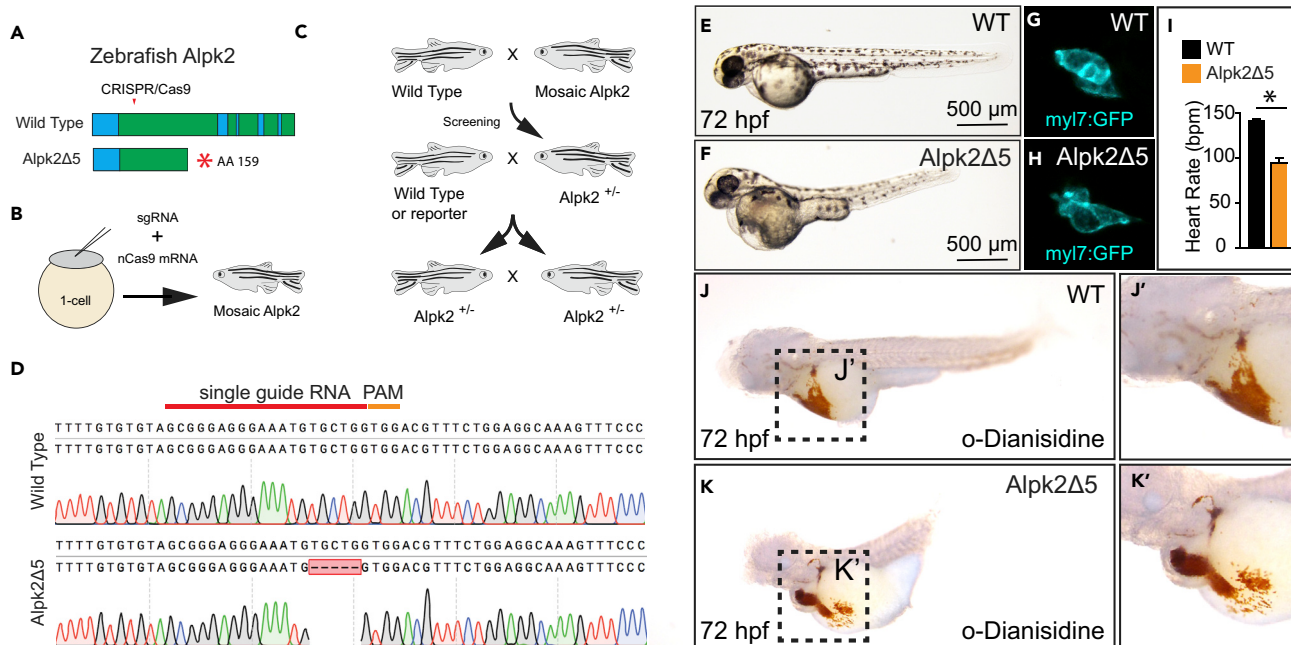 A
Zebrafish Alpk2
CRISPR/Cas9
Wild Type
Alpk2Δ5
* AA 159
B
sgRNA
+
nCas9 mRNA
1-cell
Mosaic Alpk2
C
X
Wild Type
Mosaic Alpk2
Screening
X
Wild Type
or reporter
Alpk2 +/-
X
Alpk2 +/-
Alpk2 +/-
D
single guide RNA PAM
Wild Type
TTTTGTGTGTAGCGGGAGGGAAATGTGCTGGTGGACGTTTCTGGAGGCAAAGTTTCCC
TTTTGTGTGTAGCGGGAGGGAAATGTGCTGGTGGACGTTTCTGGAGGCAAAGTTTCCC
Alpk2Δ5
TTTTGTGTGTAGCGGGAGGGAAATGTGCTGGTGGACGTTTCTGGAGGCAAAGTTTCCC
TTTTGTGTGTAGCGGGAGGGAAATG-----GTGGACGTTTCTGGAGGCAAAGTTTCCC
E
WT
72 hpf
500 µm
F
Alpk2Δ5
500 µm
G
WT
myl7:GFP
H
Alpk2Δ5
myl7:GFP
I
WT
Alpk2Δ5
*
Heart Rate (bpm)
150
100
50
0
J
WT
J'
72 hpf
o-Dianisidine
J'
K
Alpk2Δ5
K'
72 hpf
o-Dianisidine
K'